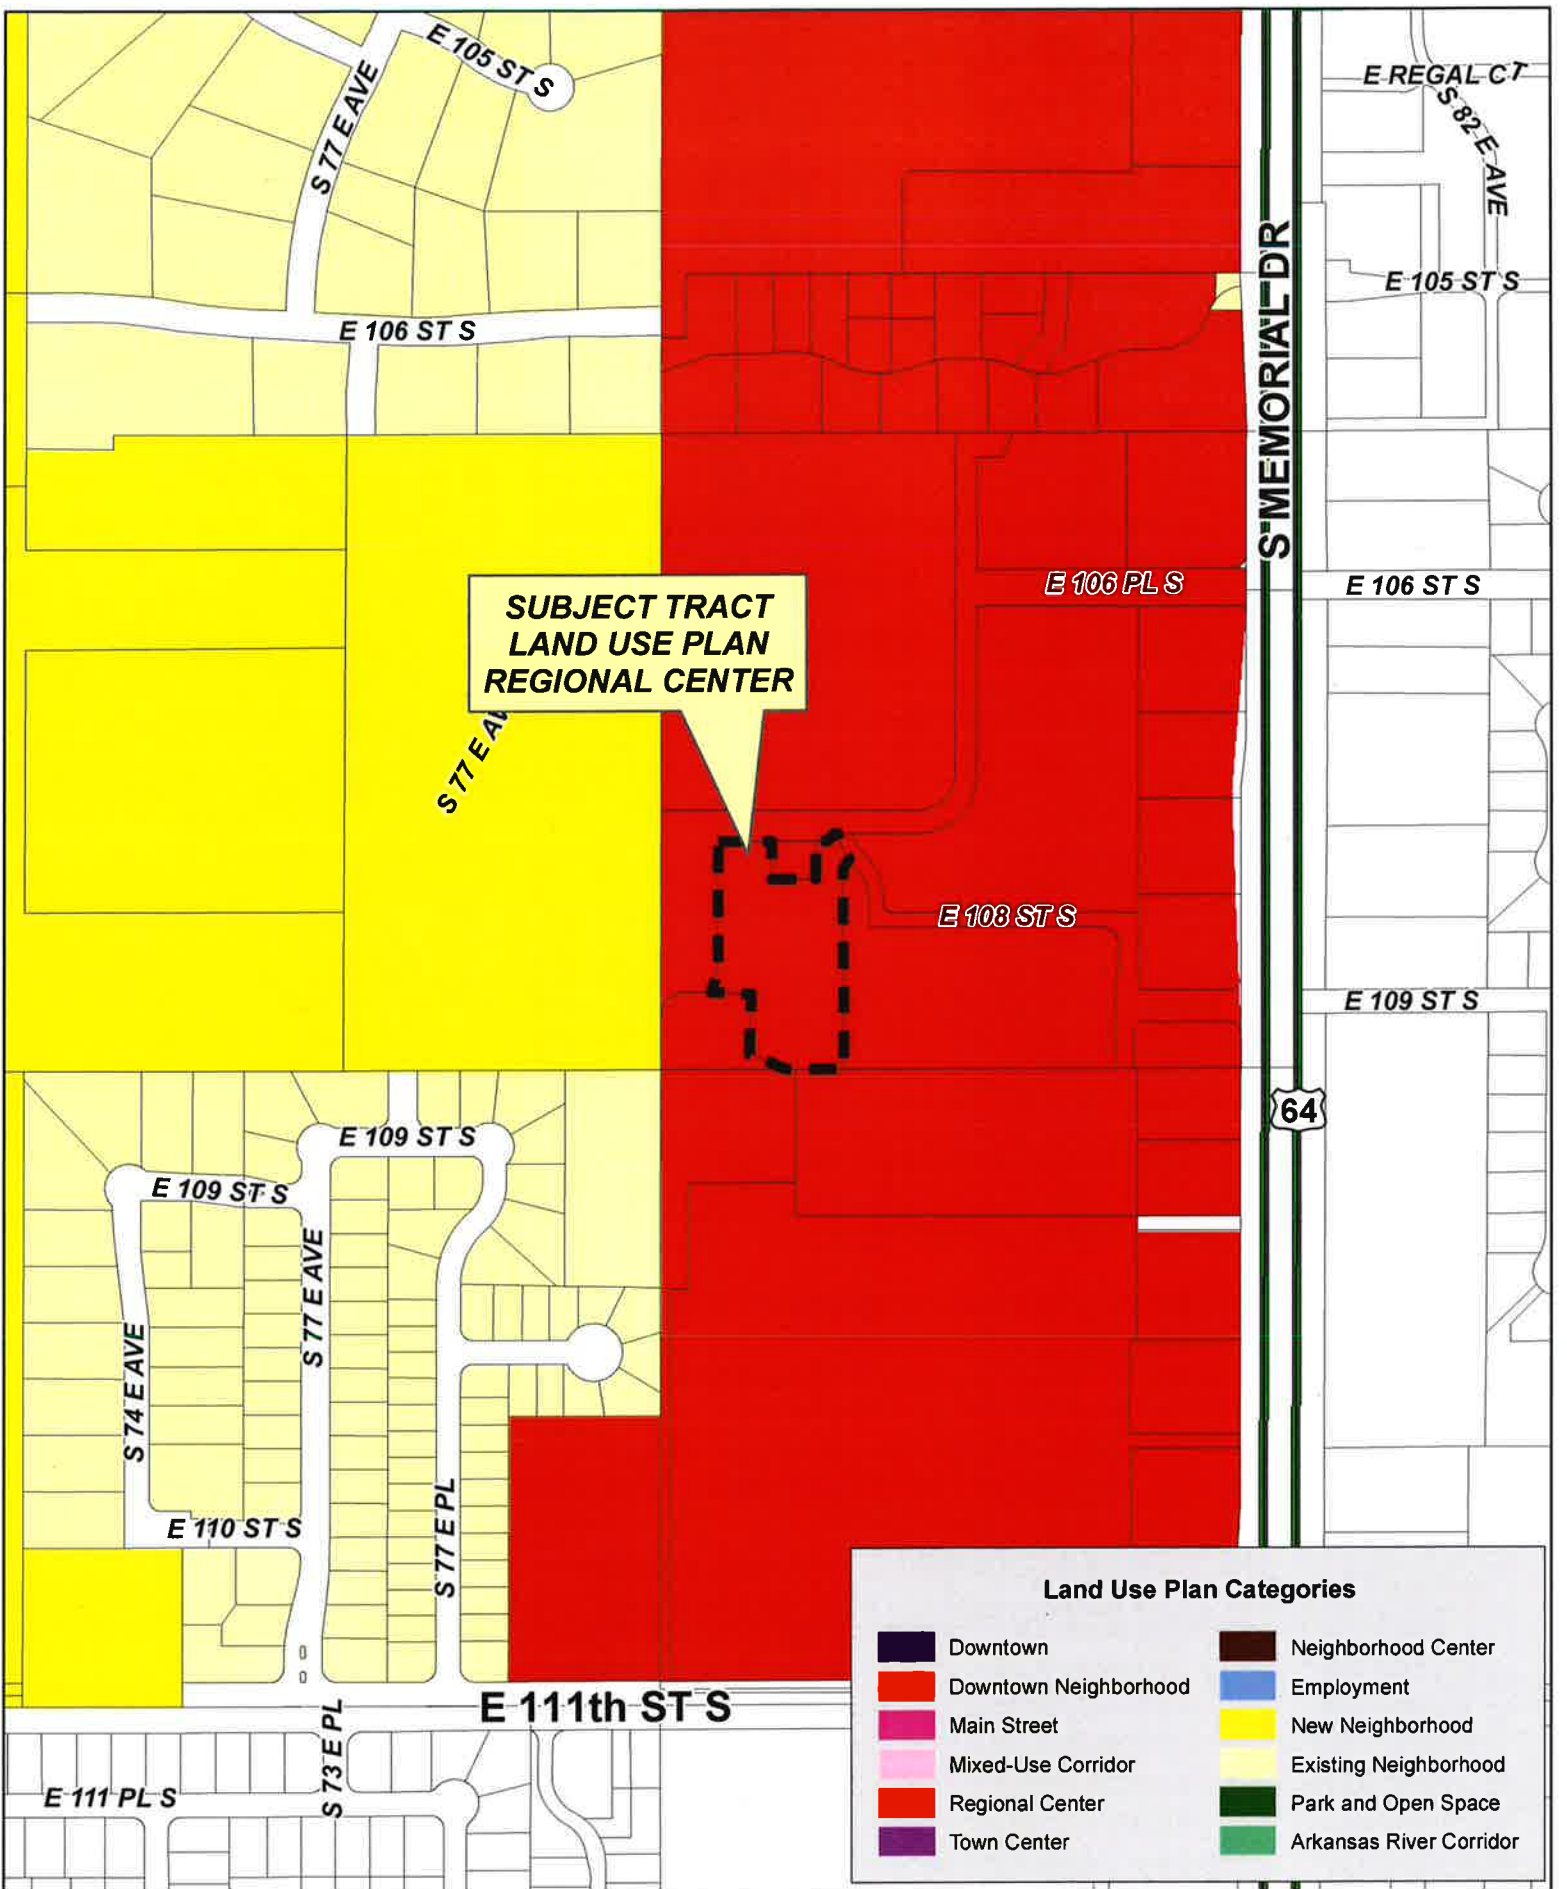 E 105 ST S
S 77 E AVE
E REGAL CT
S 82 E AVE
E 105 ST S
E 106 ST S
S MEMORIAL DR
E 106 PL S
E 106 ST S
SUBJECT TRACT
LAND USE PLAN
REGIONAL CENTER
S 77 E AV
E 108 ST S
E 109 ST S
64
E 109 ST S
E 109 ST S
S 77 E AVE
S 74 E AVE
S 77 E PL
E 110 ST S
E 111th ST S
S 73 E PL
E 111 PL S
Land Use Plan Categories
Downtown
Downtown Neighborhood
Main Street
Mixed-Use Corridor
Regional Center
Town Center
Neighborhood Center
Employment
New Neighborhood
Existing Neighborhood
Park and Open Space
Arkansas River Corridor